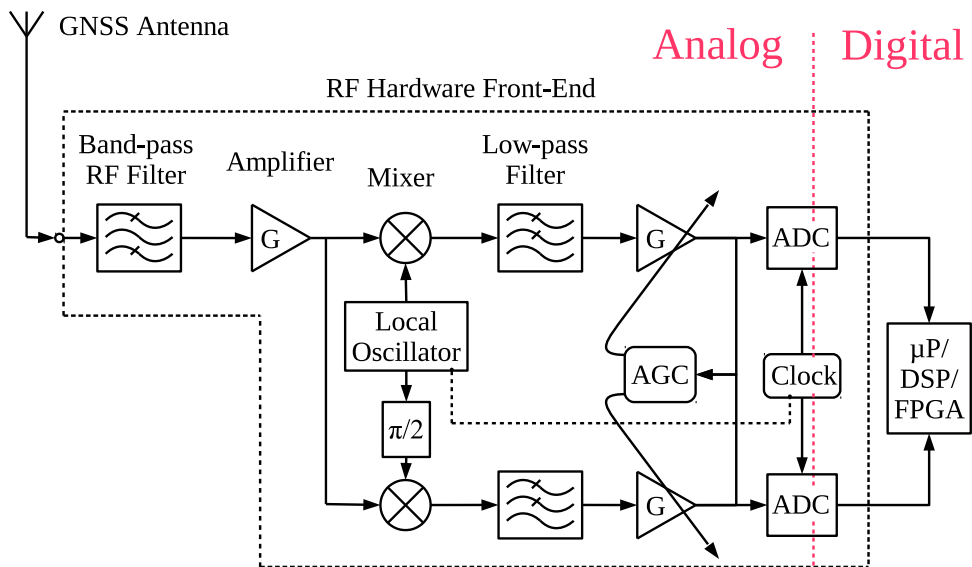 GNSS Antenna
Analog
Digital
RF Hardware Front-End
Band-pass
RF Filter
Amplifier
Mixer
Low-pass
Filter
G
G
ADC
Local
Oscillator
AGC
Clock
μP/
DSP/
FPGA
π/2
G
ADC